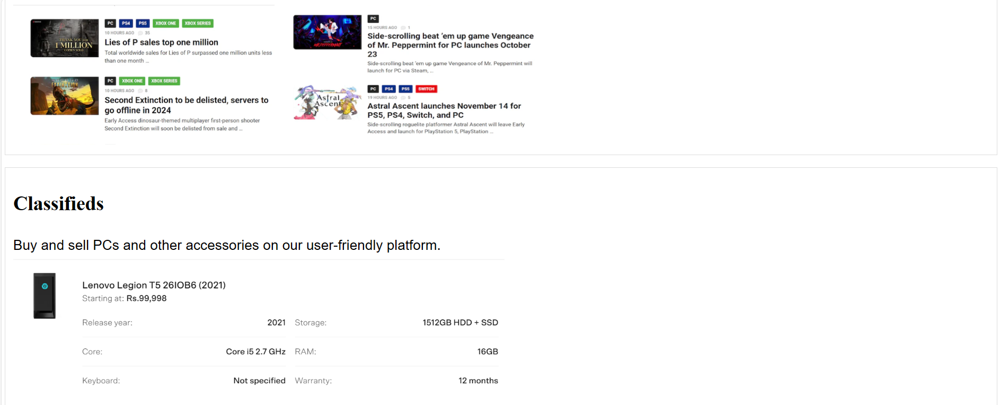 PC PS4 PS5 XBOX ONE XBOX SERIES
10 HOURS AGO 35
Lies of P sales top one million
Total worldwide sales for Lies of P surpassed one million units less
than one month ...
THANK YOU FOR
1 MILLION
COPIES SOLD
PC XBOX ONE XBOX SERIES
10 HOURS AGO 8
Second Extinction to be delisted, servers to
go offline in 2024
Early Access dinosaur-themed multiplayer first-person shooter
Second Extinction will soon be delisted from sale and ...
SECOND
EXTINCTION
PC
15 HOURS AGO 1
Side-scrolling beat ‘em up game Vengeance
of Mr. Peppermint for PC launches October
23
Side-scrolling beat ‘em up game Vengeance of Mr. Peppermint will
launch for PC via Steam, ...
MR.PEPPERMINT
PC PS4 PS5 SWITCH
19 HOURS AGO 5
Astral Ascent launches November 14 for
PS5, PS4, Switch, and PC
Side-scrolling roguelite platformer Astral Ascent will leave Early
Access and launch for PlayStation 5, PlayStation ...
Astral
Ascent
Classifieds
Buy and sell PCs and other accessories on our user-friendly platform.
Lenovo Legion T5 26IOB6 (2021)
Starting at: Rs.99,998
Release year: 2021 Storage: 1512GB HDD + SSD
Core: Core i5 2.7 GHz RAM: 16GB
Keyboard: Not specified Warranty: 12 months